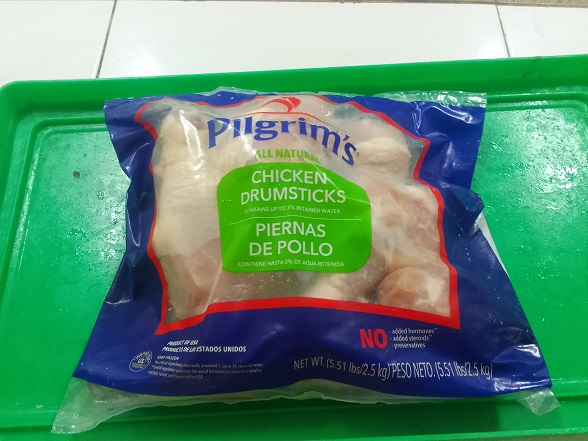 Pilgrim's
ALL NATURAL*
CHICKEN
DRUMSTICKS
CONTAINS UP TO 3% RETAINED WATER
PIERNAS
DE POLLO
CONTIENE HASTA 3% DE AGUA RETENIDA
PRODUCT OF USA
PRODUCTO DE LOS ESTADOS UNIDOS
KEEP FROZEN
NO added hormones**
added steroids**
preservatives
NET WT. (5.51 lbs/2.5 kg) PESO NETO (5.51 lbs/2.5 kg)